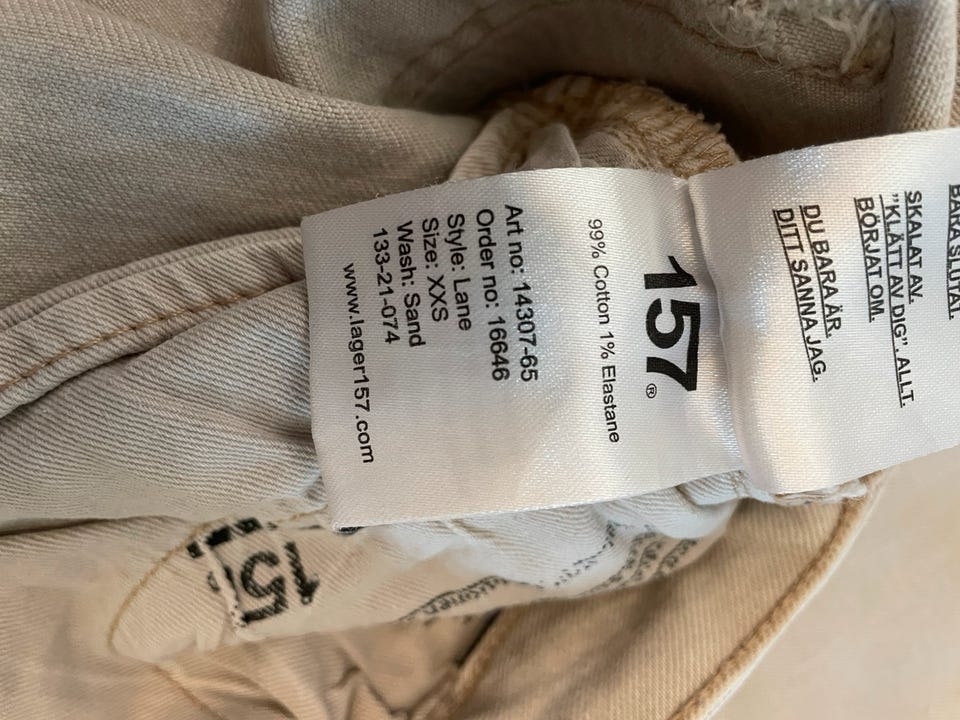 BARA SLUTAT.
SKALAT AV.
”KLÄTT AV DIG”. ALLT.
BÖRJAT OM.
DU BARA ÄR.
DITT SANNA JAG.
157®
99% Cotton 1% Elastane
Art no: 14307-65
Order no: 16646
Style: Lane
Size: XXS
Wash: Sand
133-21-074
www.lager157.com